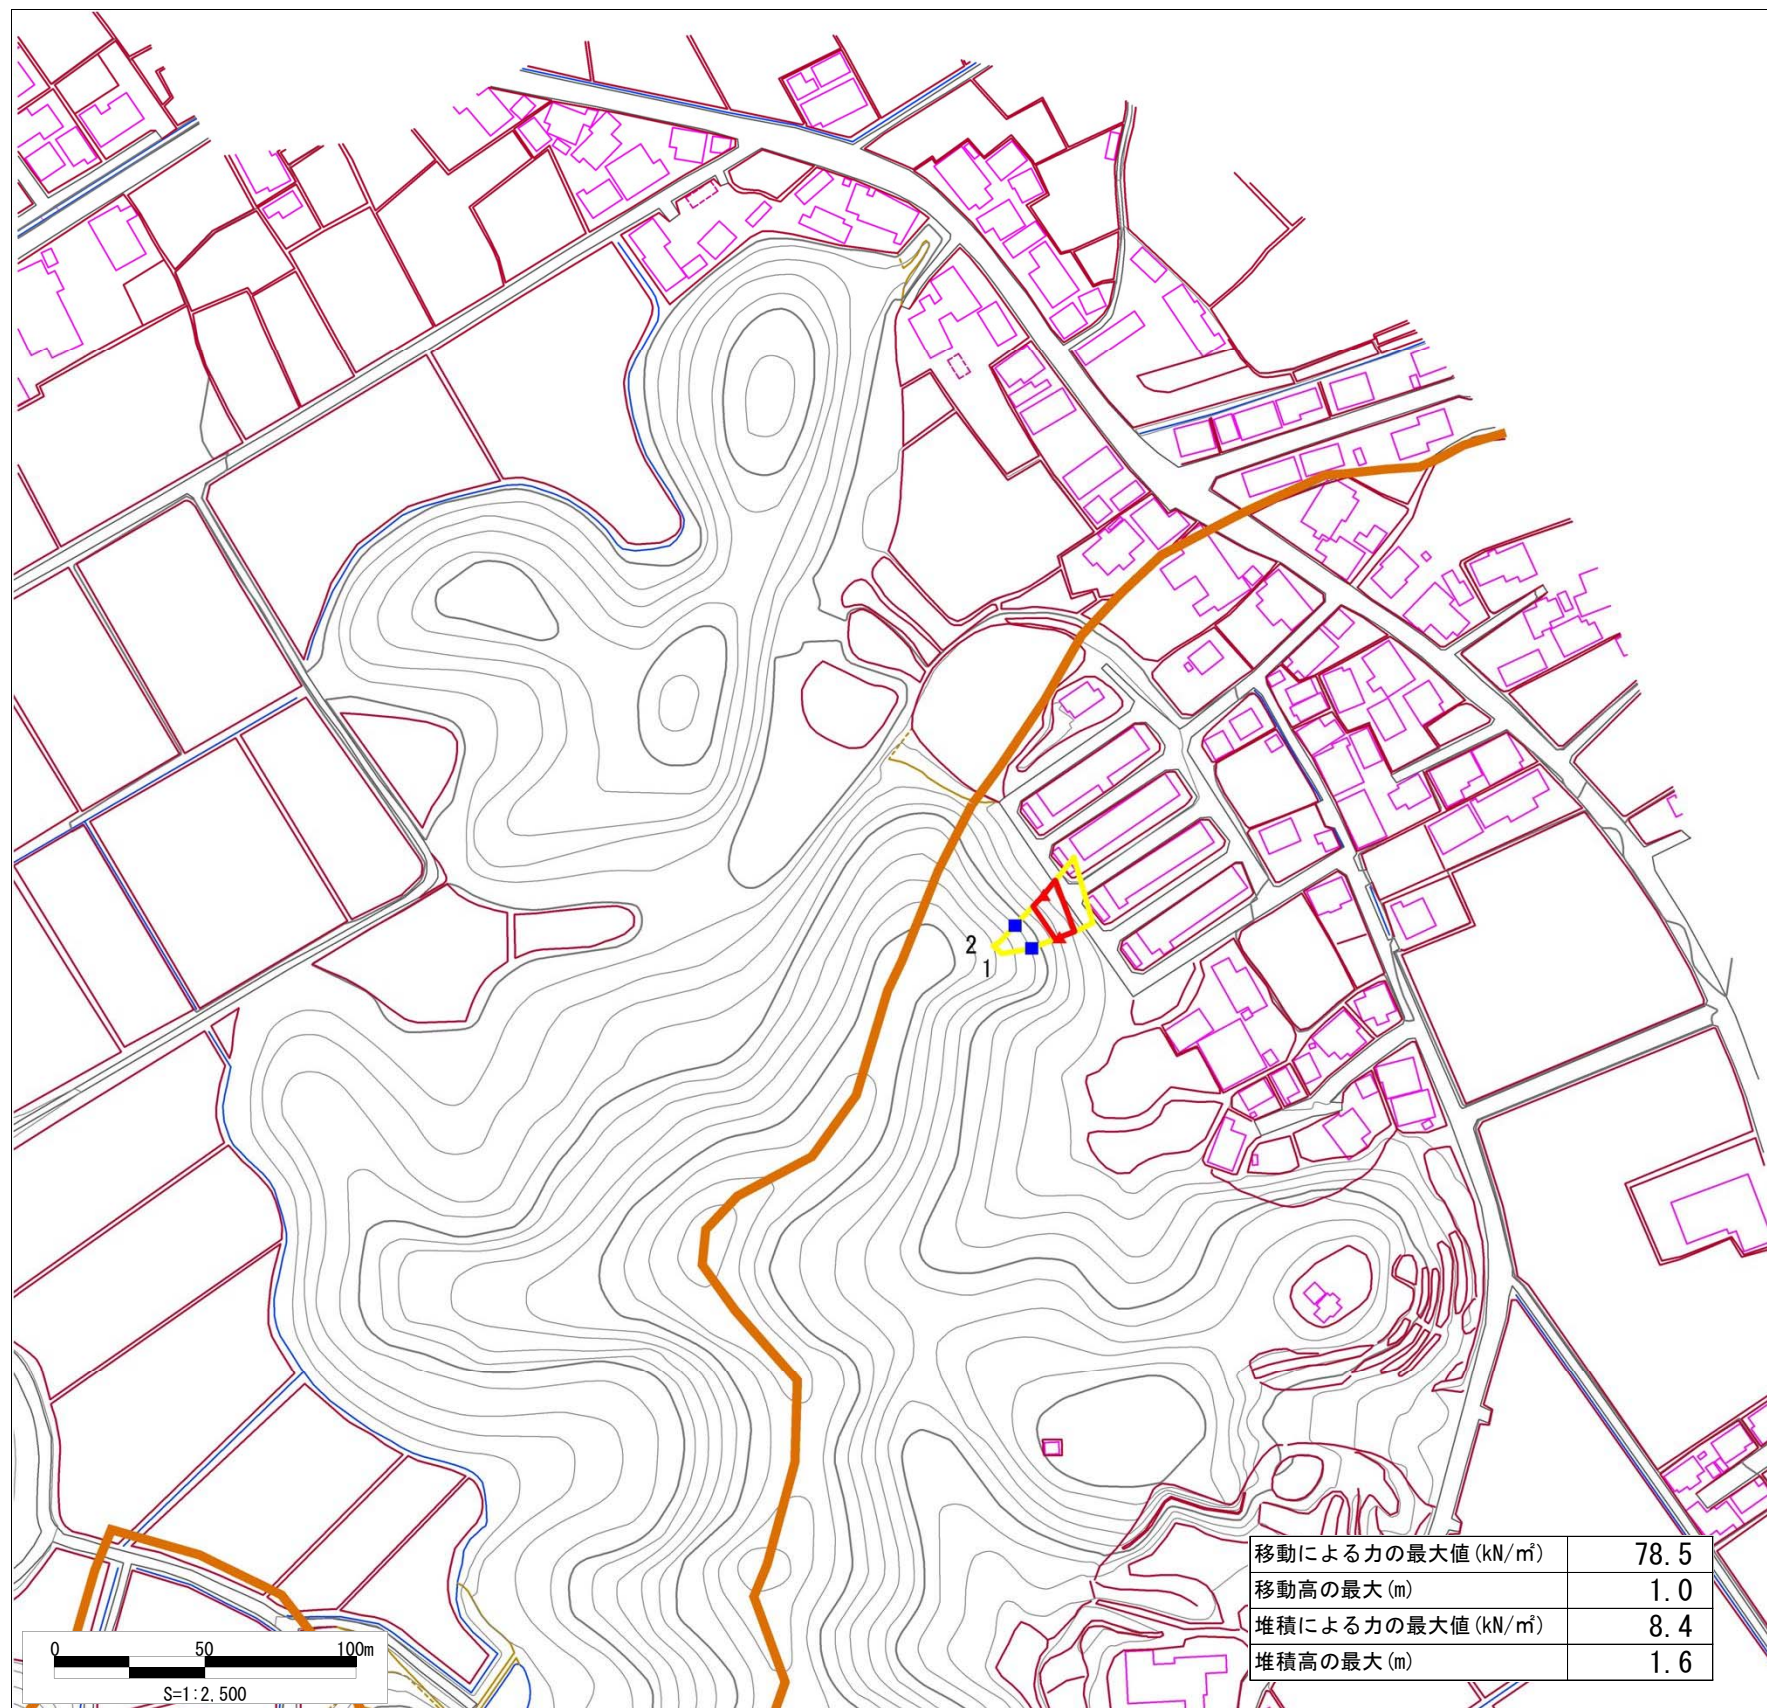 2
1
移動による力の最大値(kN/㎡) 78.5
移動高の最大(m) 1.0
堆積による力の最大値(kN/㎡) 8.4
堆積高の最大(m) 1.6
0 50 100m
S=1:2,500